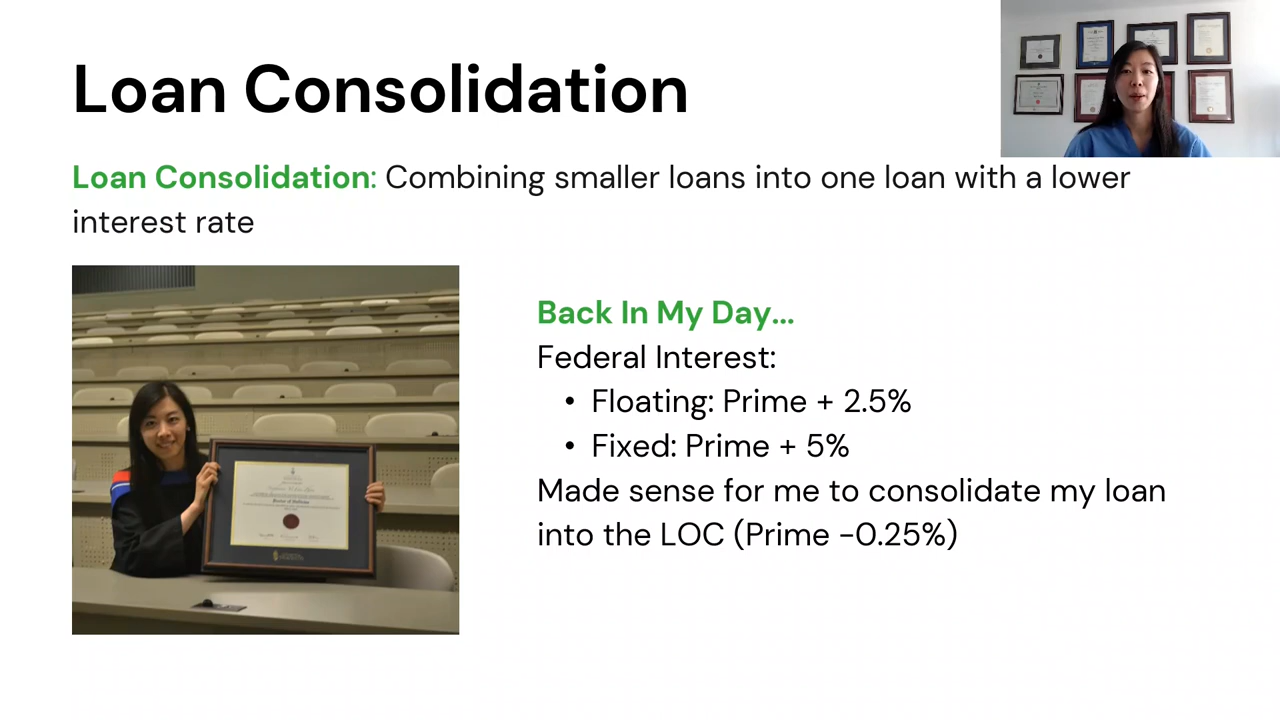 Loan Consolidation
Loan Consolidation: Combining smaller loans into one loan with a lower
interest rate
Back In My Day...
Federal Interest:
• Floating: Prime + 2.5%
• Fixed: Prime + 5%
Made sense for me to consolidate my loan
into the LOC (Prime -0.25%)